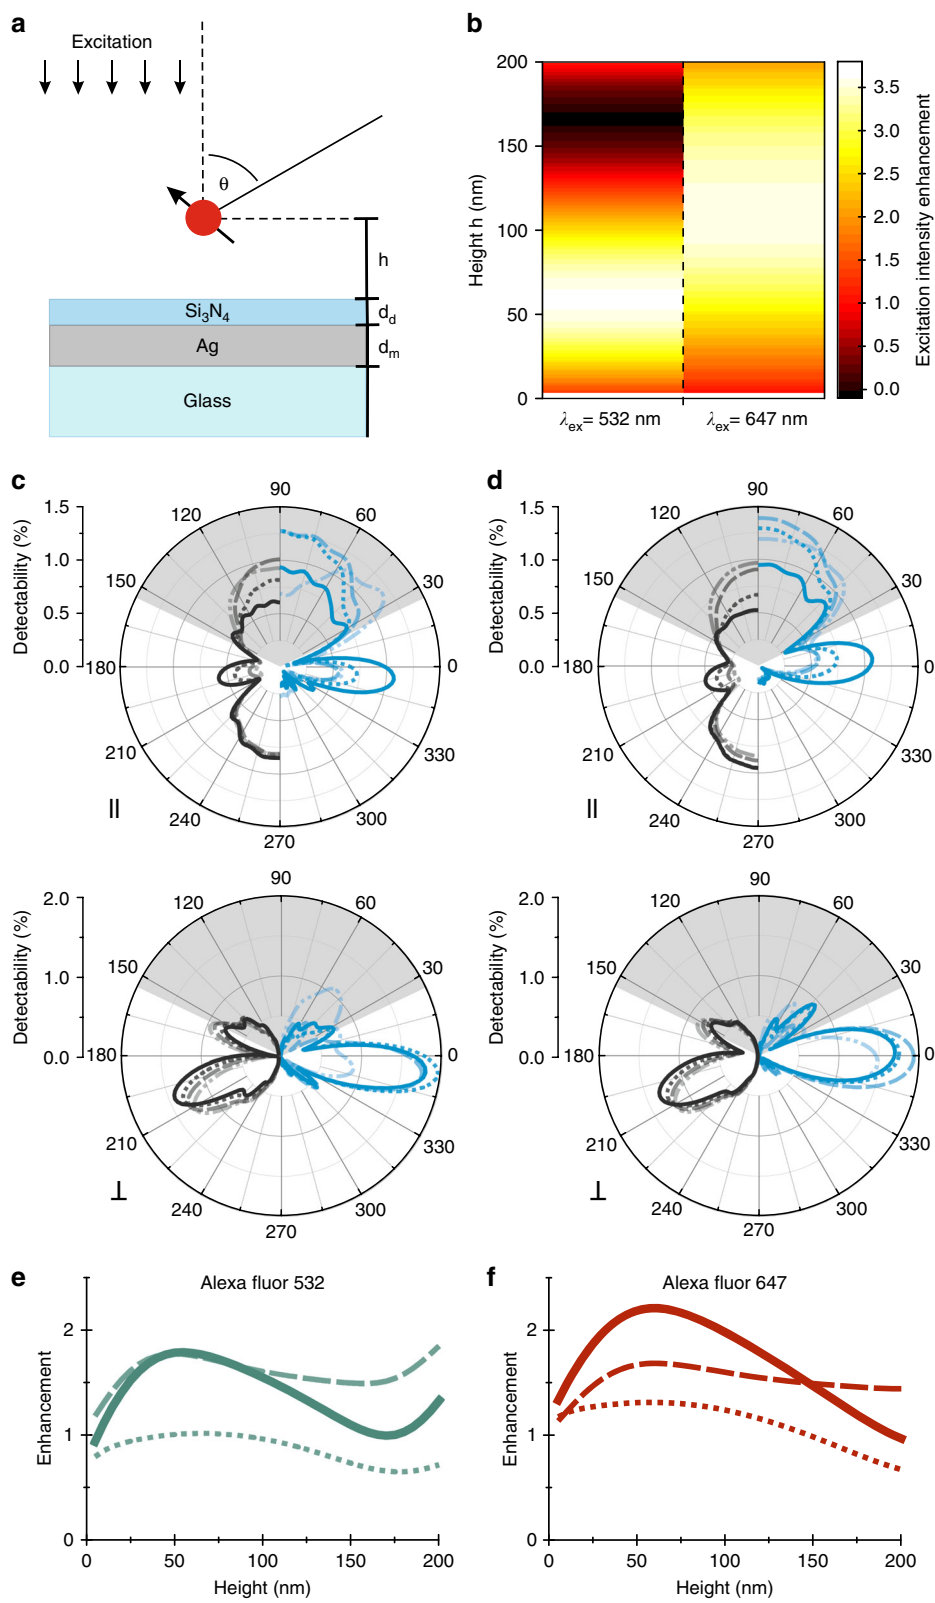 a
Excitation
θ
h
Si₃N₄
d_d
Ag
d_m
Glass
b
200
150
100
50
0
Height h (nm)
λ_ex= 532 nm
λ_ex= 647 nm
3.5
3.0
2.5
2.0
1.5
1.0
0.5
0.0
Excitation intensity enhancement
c
1.5
1.0
0.5
0.0
Detectability (%)
90
120
60
150
30
180
0
210
330
240
300
270
||
2.0
1.0
0.0
Detectability (%)
90
120
60
150
30
180
0
210
330
240
300
270
⊥
d
1.5
1.0
0.5
0.0
Detectability (%)
90
120
60
150
30
180
0
210
330
240
300
270
||
2.0
1.0
0.0
Detectability (%)
90
120
60
150
30
180
0
210
330
240
300
270
⊥
e
Alexa fluor 532
2
1
0
Enhancement
0 50 100 150 200
Height (nm)
f
Alexa fluor 647
2
1
0
Enhancement
0 50 100 150 200
Height (nm)